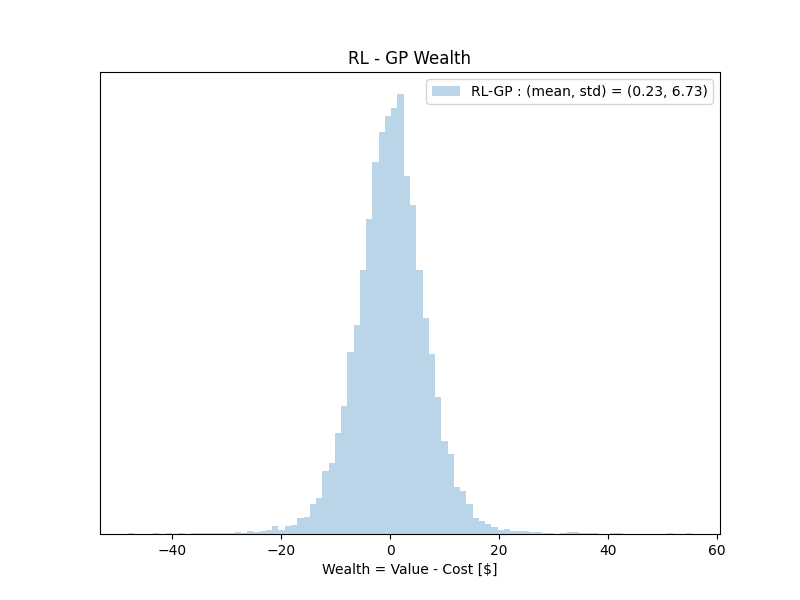 RL - GP Wealth
RL-GP : (mean, std) = (0.23, 6.73)
−40 −20 0 20 40 60
Wealth = Value - Cost [$]